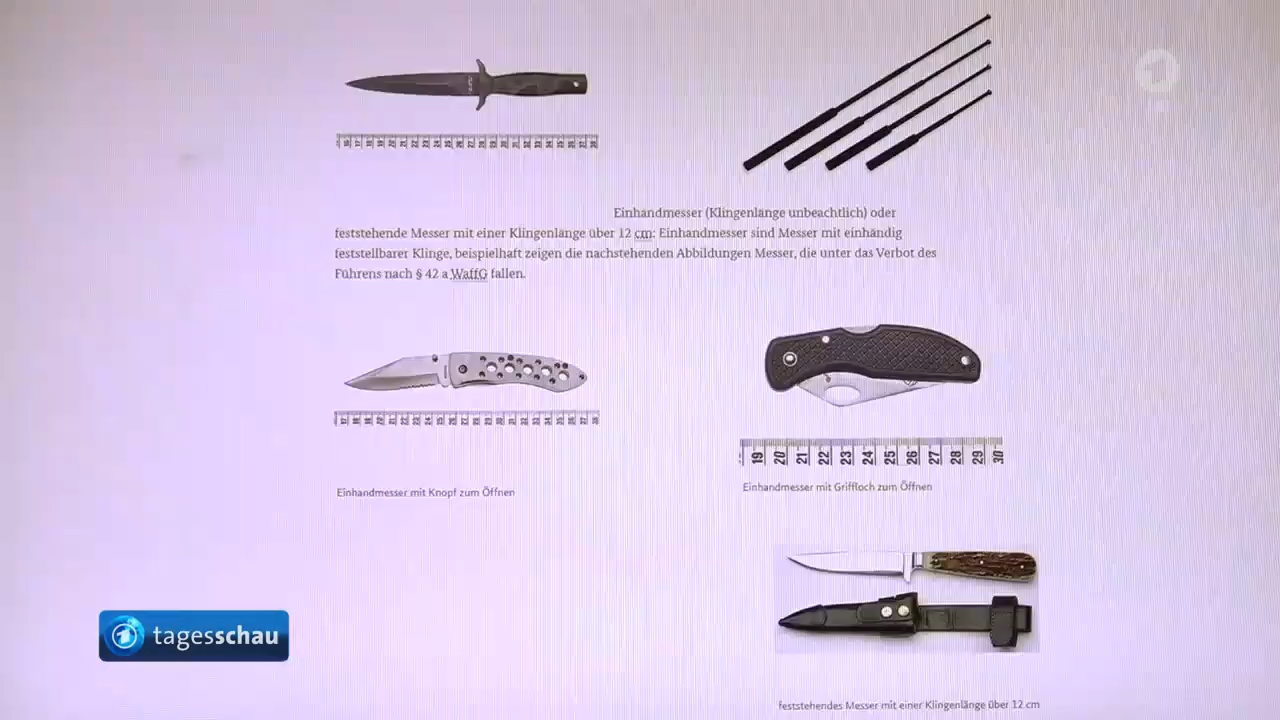 Einhandmesser (Klingenlänge unbeachtlich) oder
feststehende Messer mit einer Klingenlänge über 12 cm: Einhandmesser sind Messer mit einhändig
feststellbarer Klinge, beispielhaft zeigen die nachstehenden Abbildungen Messer, die unter das Verbot des
Führens nach § 42 a WaffG fallen.
19 20 21 22 23 24 25 26 27 28 29 30
Einhandmesser mit Knopf zum Öffnen
Einhandmesser mit Griffloch zum Öffnen
tagesschau
feststehendes Messer mit einer Klingenlänge über 12 cm